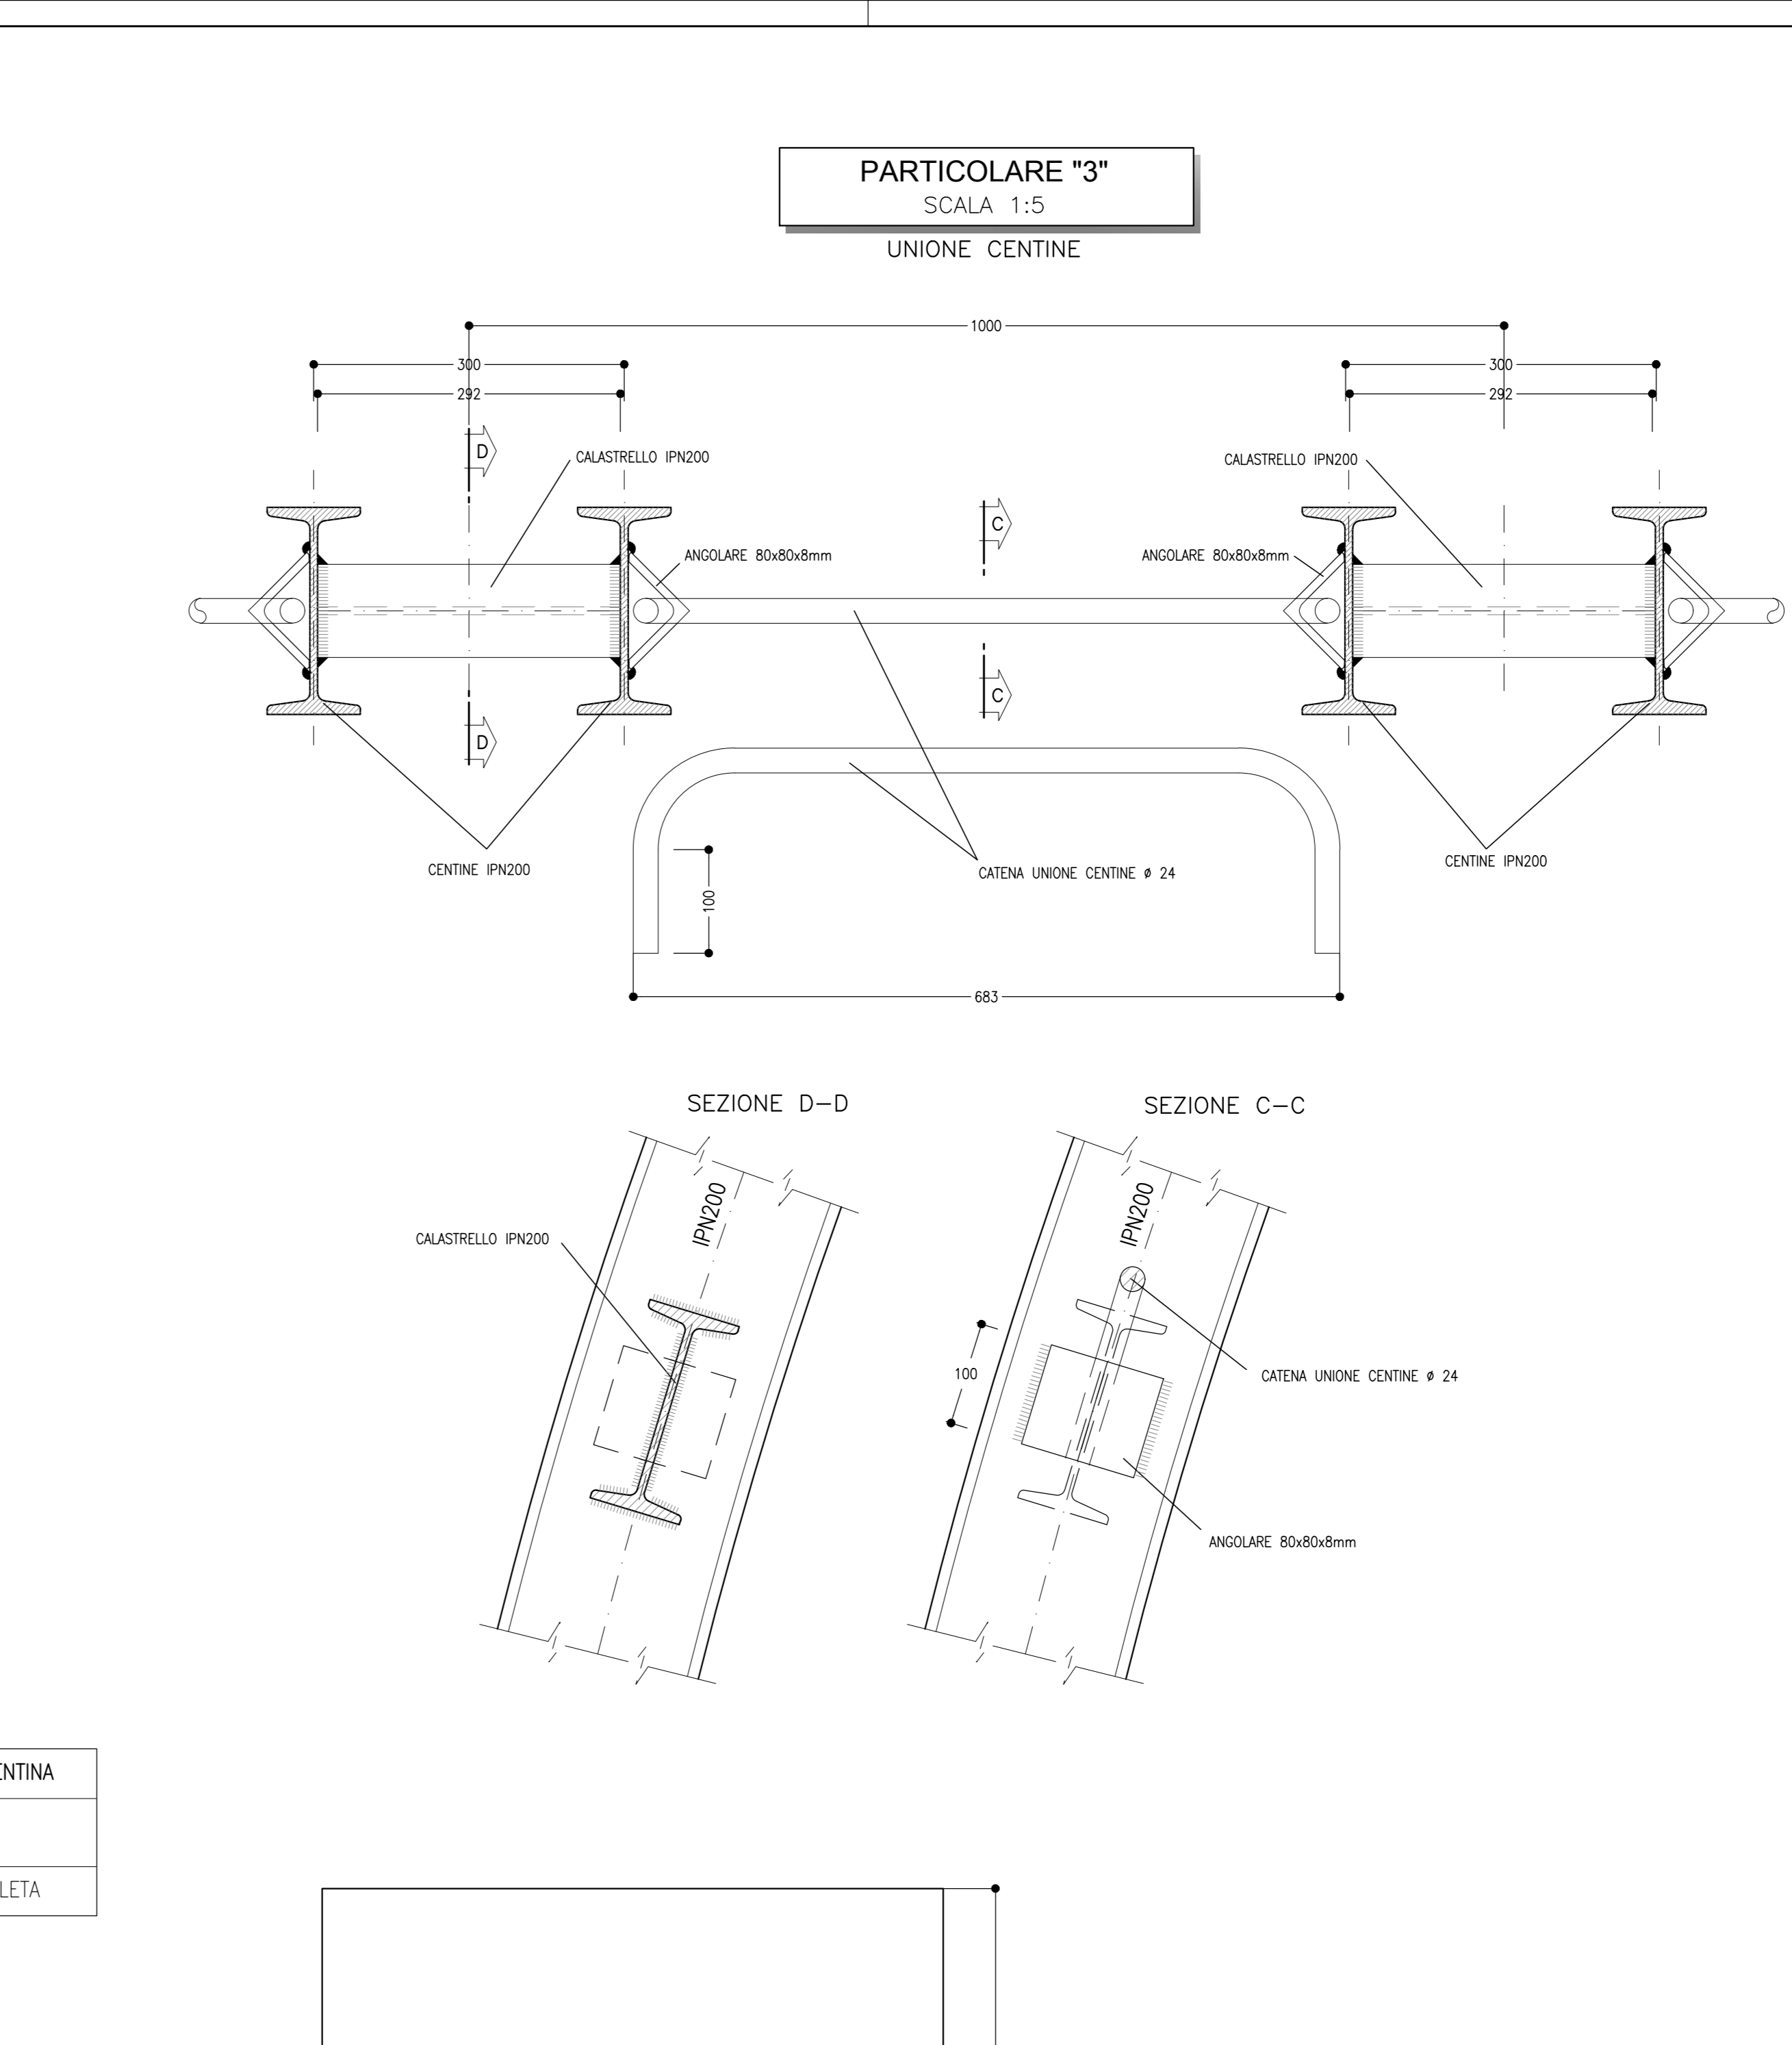 PARTICOLARE "3"
SCALA 1:5
UNIONE CENTINE
1000
300
300
292
292
D
CALASTRELLO IPN200
CALASTRELLO IPN200
C
ANGOLARE 80x80x8mm
ANGOLARE 80x80x8mm
C
D
CENTINE IPN200
CATENA UNIONE CENTINE ø 24
CENTINE IPN200
100
683
SEZIONE D-D
SEZIONE C-C
IPN200
IPN200
CALASTRELLO IPN200
100
CATENA UNIONE CENTINE ø 24
ANGOLARE 80x80x8mm
ENTINA
LETA